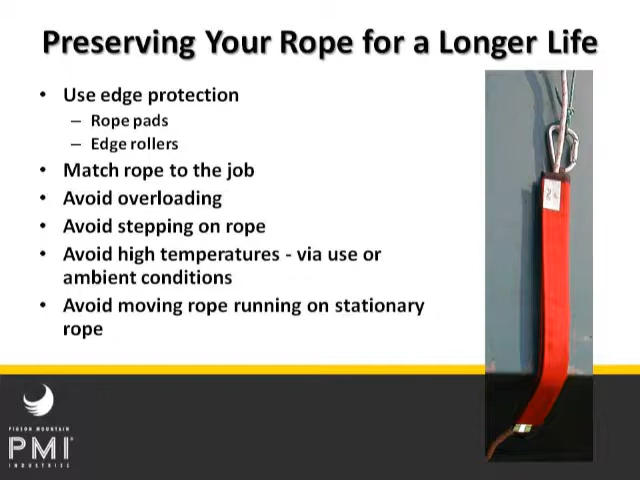 Preserving Your Rope for a Longer Life
• Use edge protection
– Rope pads
– Edge rollers
• Match rope to the job
• Avoid overloading
• Avoid stepping on rope
• Avoid high temperatures - via use or
ambient conditions
• Avoid moving rope running on stationary
rope
PIGEON MOUNTAIN
PMI®
INDUSTRIES